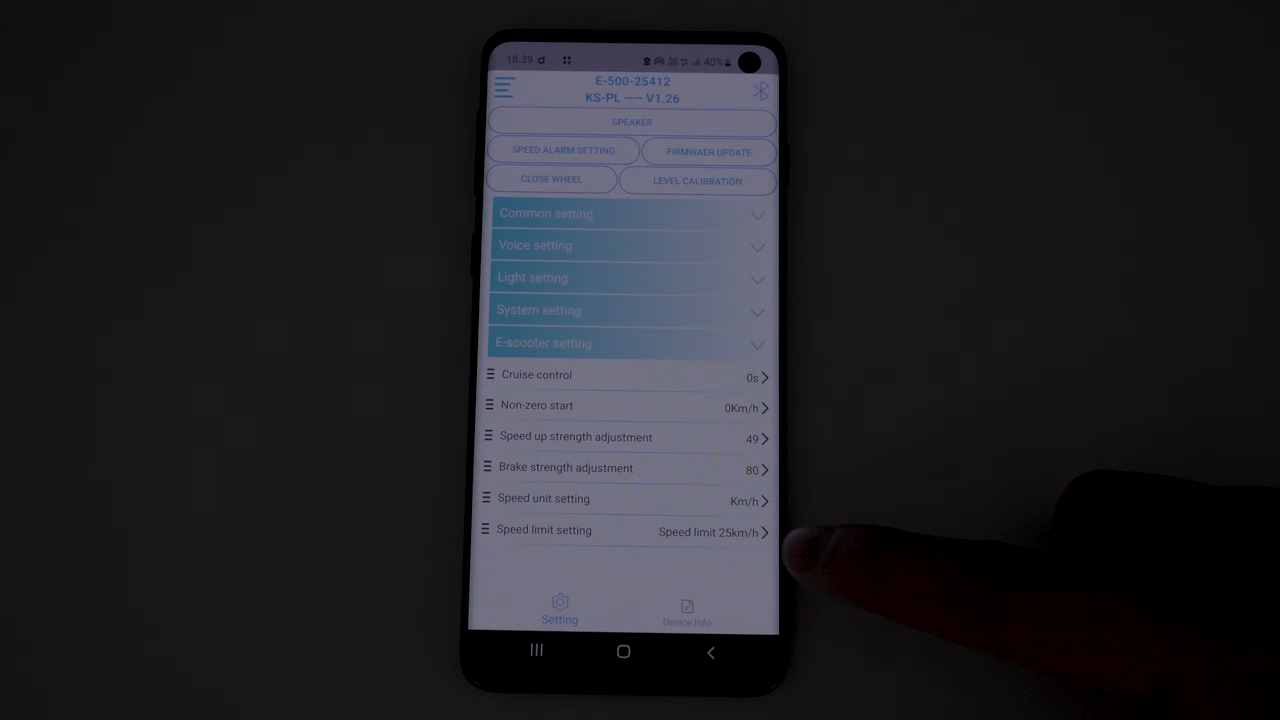 18.39 d 40%
E-500-25412
KS-PL —— V1.26
SPEAKER
SPEED ALARM SETTING FIRMWAER UPDATE
CLOSE WHEEL LEVEL CALIBRATION
Common setting
Voice setting
Light setting
System setting
E-scooter setting
Cruise control 0s
Non-zero start 0Km/h
Speed up strength adjustment 49
Brake strength adjustment 80
Speed unit setting Km/h
Speed limit setting Speed limit 25km/h
Setting Device Info